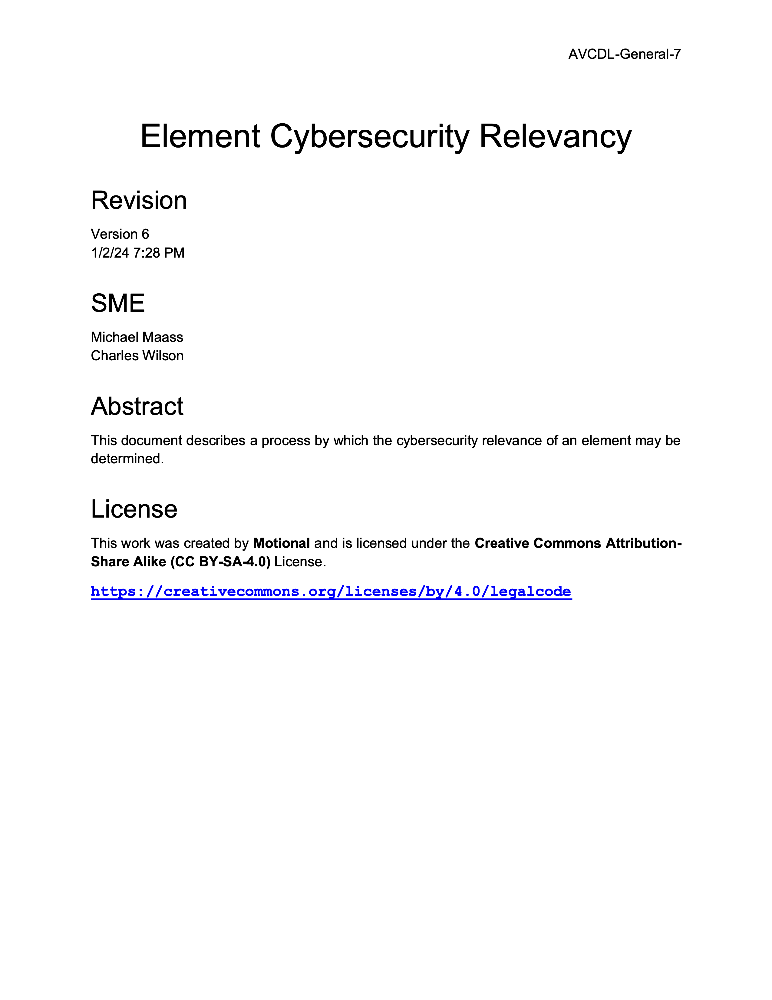 AVCDL-General-7
Element Cybersecurity Relevancy
Revision
Version 6
1/2/24 7:28 PM
SME
Michael Maass
Charles Wilson
Abstract
This document describes a process by which the cybersecurity relevance of an element may be
determined.
License
This work was created by Motional and is licensed under the Creative Commons Attribution-
Share Alike (CC BY-SA-4.0) License.
https://creativecommons.org/licenses/by/4.0/legalcode